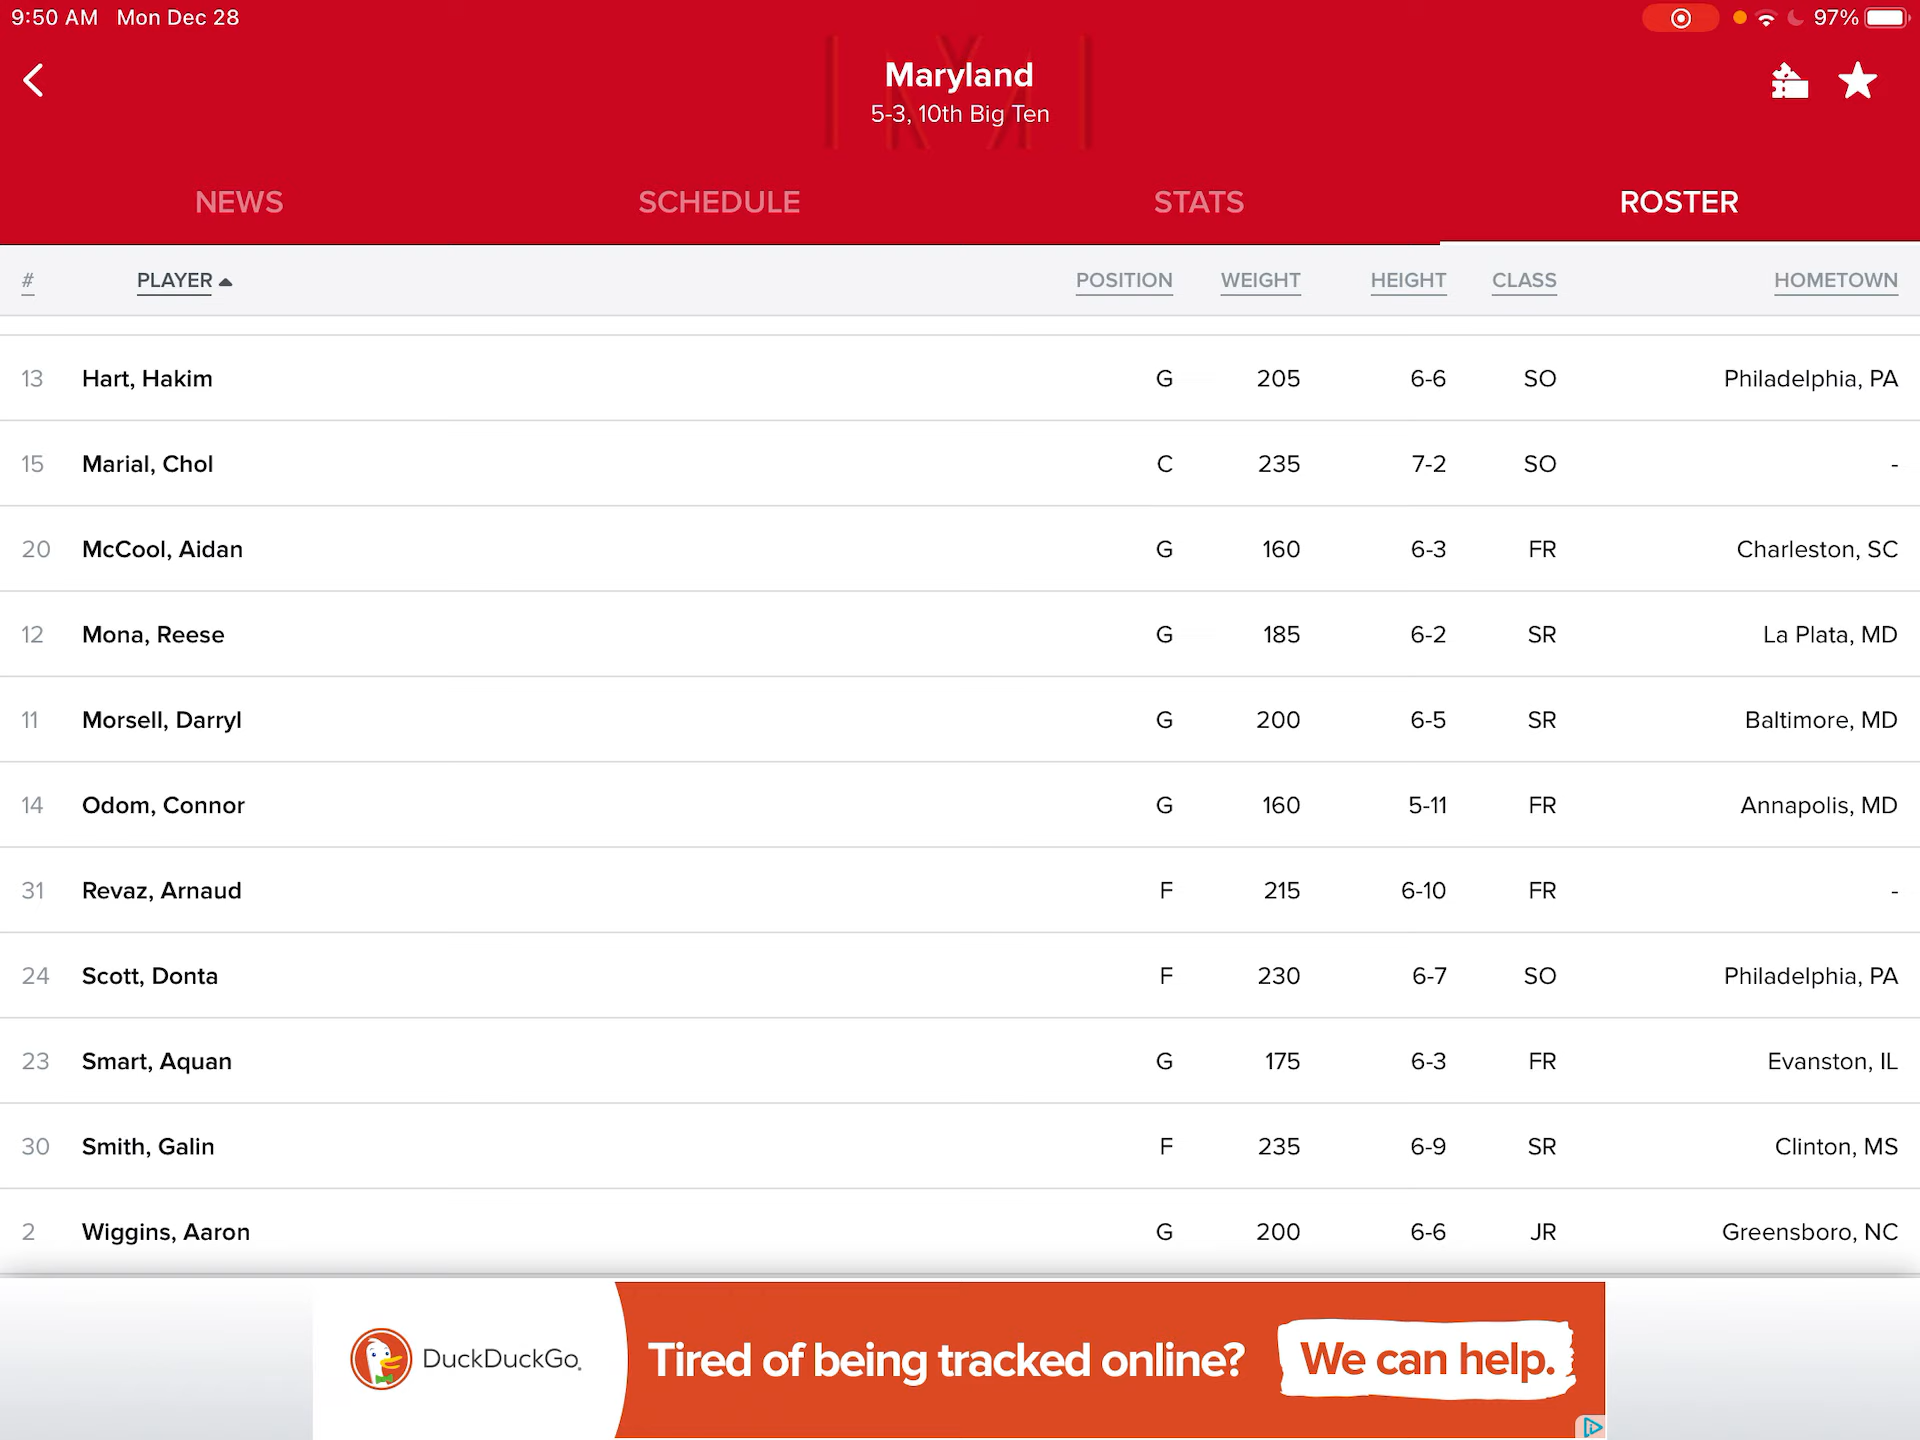 9:50 AM Mon Dec 28 97%
Maryland
5-3, 10th Big Ten
NEWS SCHEDULE STATS ROSTER
# PLAYER POSITION WEIGHT HEIGHT CLASS HOMETOWN
13 Hart, Hakim G 205 6-6 SO Philadelphia, PA
15 Marial, Chol C 235 7-2 SO -
20 McCool, Aidan G 160 6-3 FR Charleston, SC
12 Mona, Reese G 185 6-2 SR La Plata, MD
11 Morsell, Darryl G 200 6-5 SR Baltimore, MD
14 Odom, Connor G 160 5-11 FR Annapolis, MD
31 Revaz, Arnaud F 215 6-10 FR -
24 Scott, Donta F 230 6-7 SO Philadelphia, PA
23 Smart, Aquan G 175 6-3 FR Evanston, IL
30 Smith, Galin F 235 6-9 SR Clinton, MS
2 Wiggins, Aaron G 200 6-6 JR Greensboro, NC
DuckDuckGo. Tired of being tracked online? We can help.